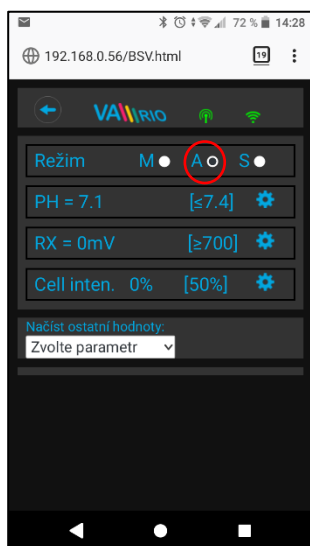 72 % 14:28
192.168.0.56/BSV.html 19
VA RIO
Režim M A S
PH = 7.1 [≤7.4]
RX = 0mV [≥700]
Cell inten. 0% [50%]
Načíst ostatní hodnoty:
Zvolte parametr